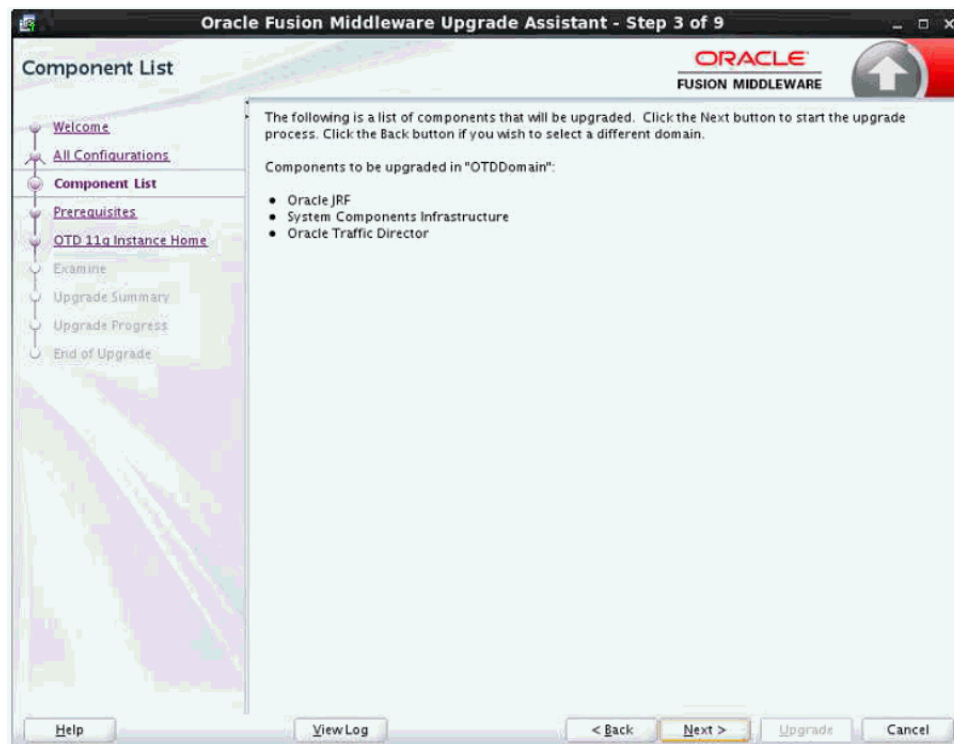 Oracle Fusion Middleware Upgrade Assistant - Step 3 of 9
Component List
ORACLE
FUSION MIDDLEWARE
Welcome
All Configurations
Component List
Prerequisites
OTD 11g Instance Home
Examine
Upgrade Summary
Upgrade Progress
End of Upgrade
The following is a list of components that will be upgraded. Click the Next button to start the upgrade
process. Click the Back button if you wish to select a different domain.
Components to be upgraded in "OTDDomain":
• Oracle JRF
• System Components Infrastructure
• Oracle Traffic Director
Help
View Log
< Back
Next >
Upgrade
Cancel